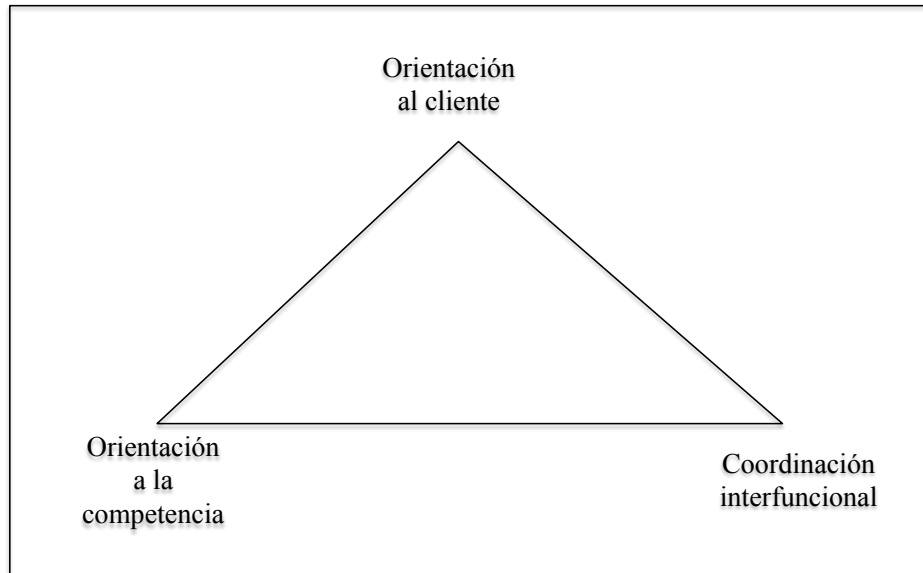 Orientación
al cliente
Orientación
a la
competencia
Coordinación
interfuncional